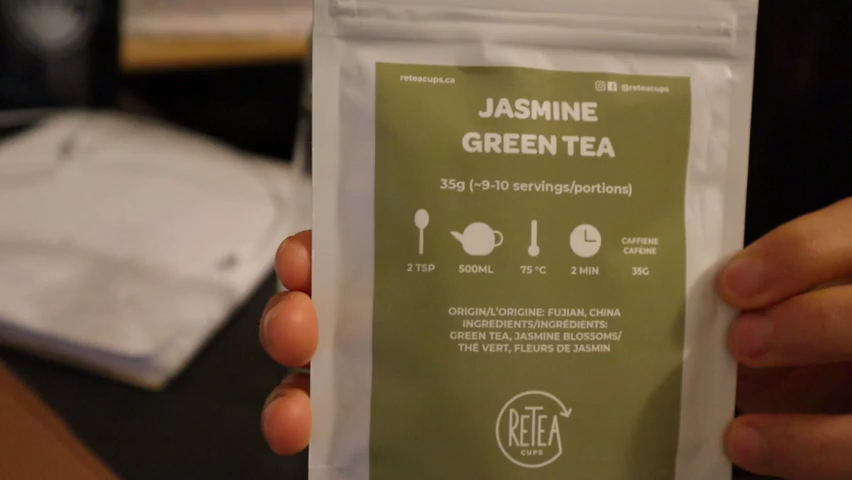 reteacups.ca
@reteacups
JASMINE
GREEN TEA
35g (~9-10 servings/portions)
2 TSP
500ML
75 °C
2 MIN
CAFFIENE
CAFÉINE
35G
ORIGIN/L'ORIGINE: FUJIAN, CHINA
INGREDIENTS/INGRÉDIENTS:
GREEN TEA, JASMINE BLOSSOMS/
THÉ VERT, FLEURS DE JASMIN
RETEA
CUPS